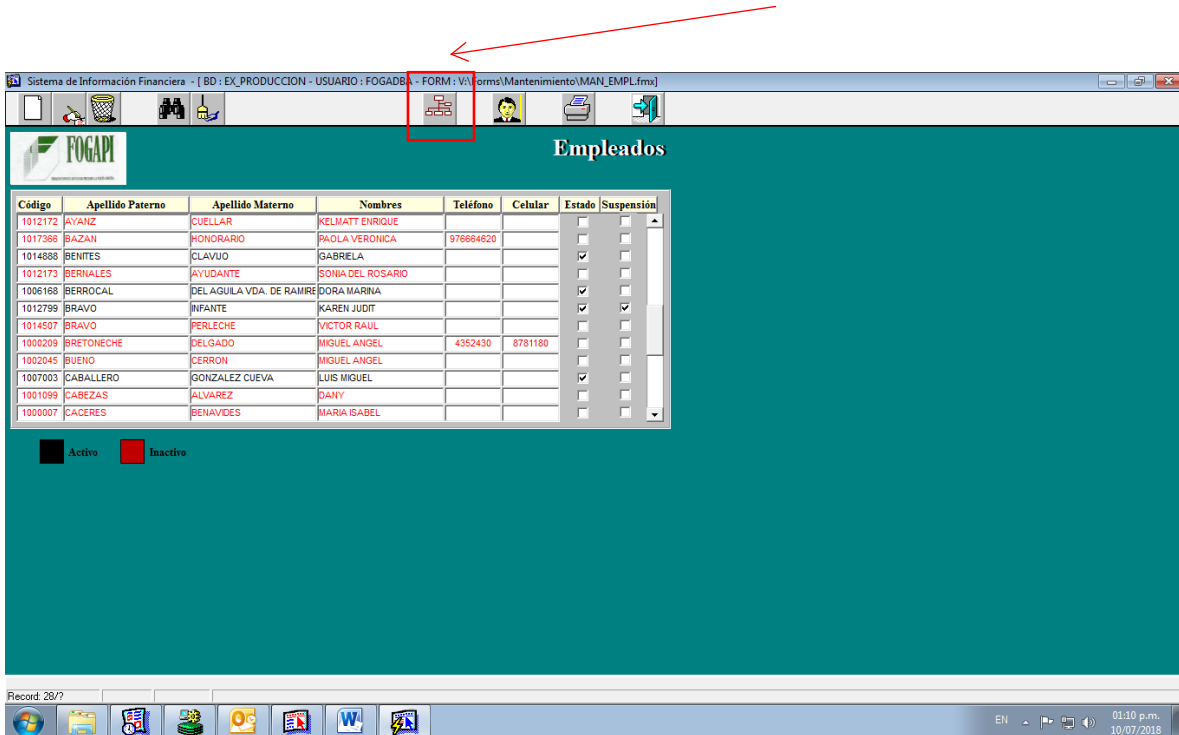 Sistema de Información Financiera - [ BD : EX_PRODUCCION - USUARIO : FOGADBA - FORM : V:\Forms\Mantenimiento\MAN_EMPL.fmx]
FOGAPI
Empleados
Código Apellido Paterno Apellido Materno Nombres Teléfono Celular Estado Suspensión
1012172 AYANZ CUELLAR KELMATT ENRIQUE
1017366 BAZAN HONORARIO PAOLA VERONICA 976664620
1014888 BENITES CLAVIJO GABRIELA
1012173 BERNALES AYUDANTE SONIA DEL ROSARIO
1006168 BERROCAL DEL AGUILA VDA. DE RAMIRE DORA MARINA
1012799 BRAVO INFANTE KAREN JUDIT
1014507 BRAVO PERLECHE VICTOR RAUL
1000209 BRETONECHE DELGADO MIGUEL ANGEL 4352430 8781180
1002045 BUENO CERRON MIGUEL ANGEL
1007003 CABALLERO GONZALEZ CUEVA LUIS MIGUEL
1001099 CABEZAS ALVAREZ DANY
1000007 CACERES BENAVIDES MARIA ISABEL
Activo Inactivo
Record: 28/?
EN 01:10 p.m.
10/07/2018